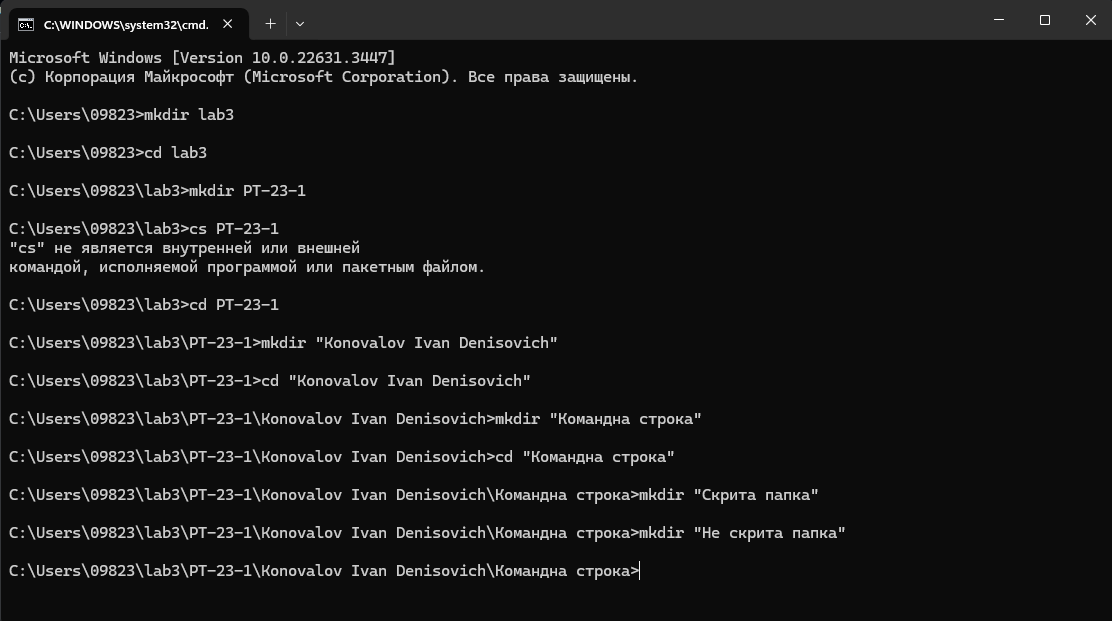 C:\WINDOWS\system32\cmd.
Microsoft Windows [Version 10.0.22631.3447]
(c) Корпорация Майкрософт (Microsoft Corporation). Все права защищены.
C:\Users\09823>mkdir lab3
C:\Users\09823>cd lab3
C:\Users\09823\lab3>mkdir PT-23-1
C:\Users\09823\lab3>cs PT-23-1
"cs" не является внутренней или внешней
командой, исполняемой программой или пакетным файлом.
C:\Users\09823\lab3>cd PT-23-1
C:\Users\09823\lab3\PT-23-1>mkdir "Konovalov Ivan Denisovich"
C:\Users\09823\lab3\PT-23-1>cd "Konovalov Ivan Denisovich"
C:\Users\09823\lab3\PT-23-1\Konovalov Ivan Denisovich>mkdir "Командна строка"
C:\Users\09823\lab3\PT-23-1\Konovalov Ivan Denisovich>cd "Командна строка"
C:\Users\09823\lab3\PT-23-1\Konovalov Ivan Denisovich\Командна строка>mkdir "Скрита папка"
C:\Users\09823\lab3\PT-23-1\Konovalov Ivan Denisovich\Командна строка>mkdir "Не скрита папка"
C:\Users\09823\lab3\PT-23-1\Konovalov Ivan Denisovich\Командна строка>